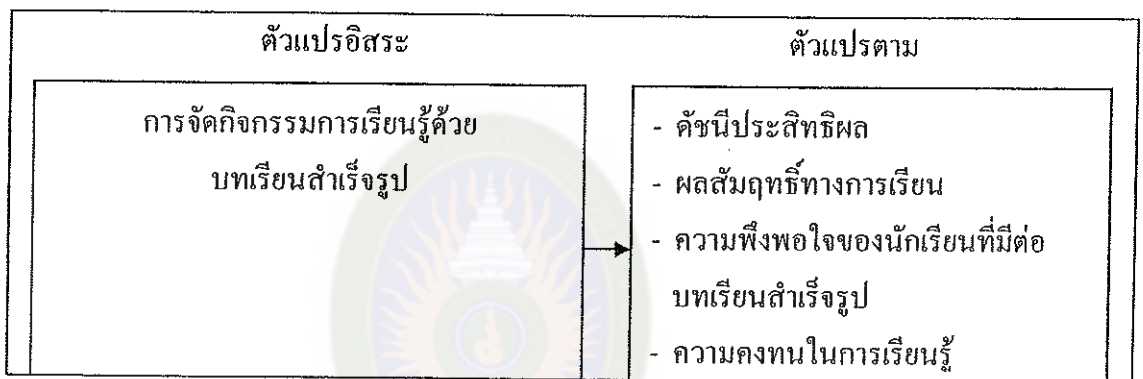 ตัวแปรอิสระ
การจัดกิจกรรมการเรียนรู้ด้วย
บทเรียนสำเร็จรูป
ตัวแปรตาม
- ดัชนีประสิทธิผล
- ผลสัมฤทธิ์ทางการเรียน
- ความพึงพอใจของนักเรียนที่มีต่อ
บทเรียนสำเร็จรูป
- ความคงทนในการเรียนรู้